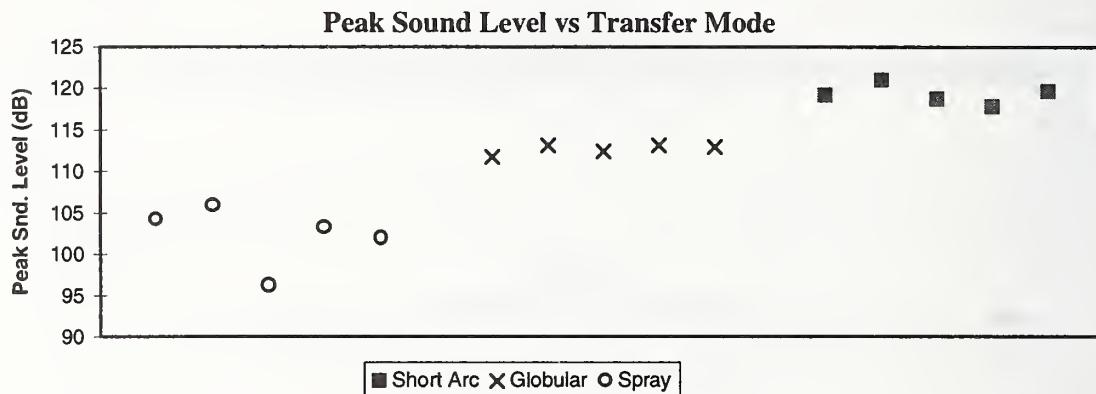 Peak Sound Level vs Transfer Mode
125
120
115
110
105
100
95
90
Peak Snd. Level (dB)
Short Arc Globular Spray